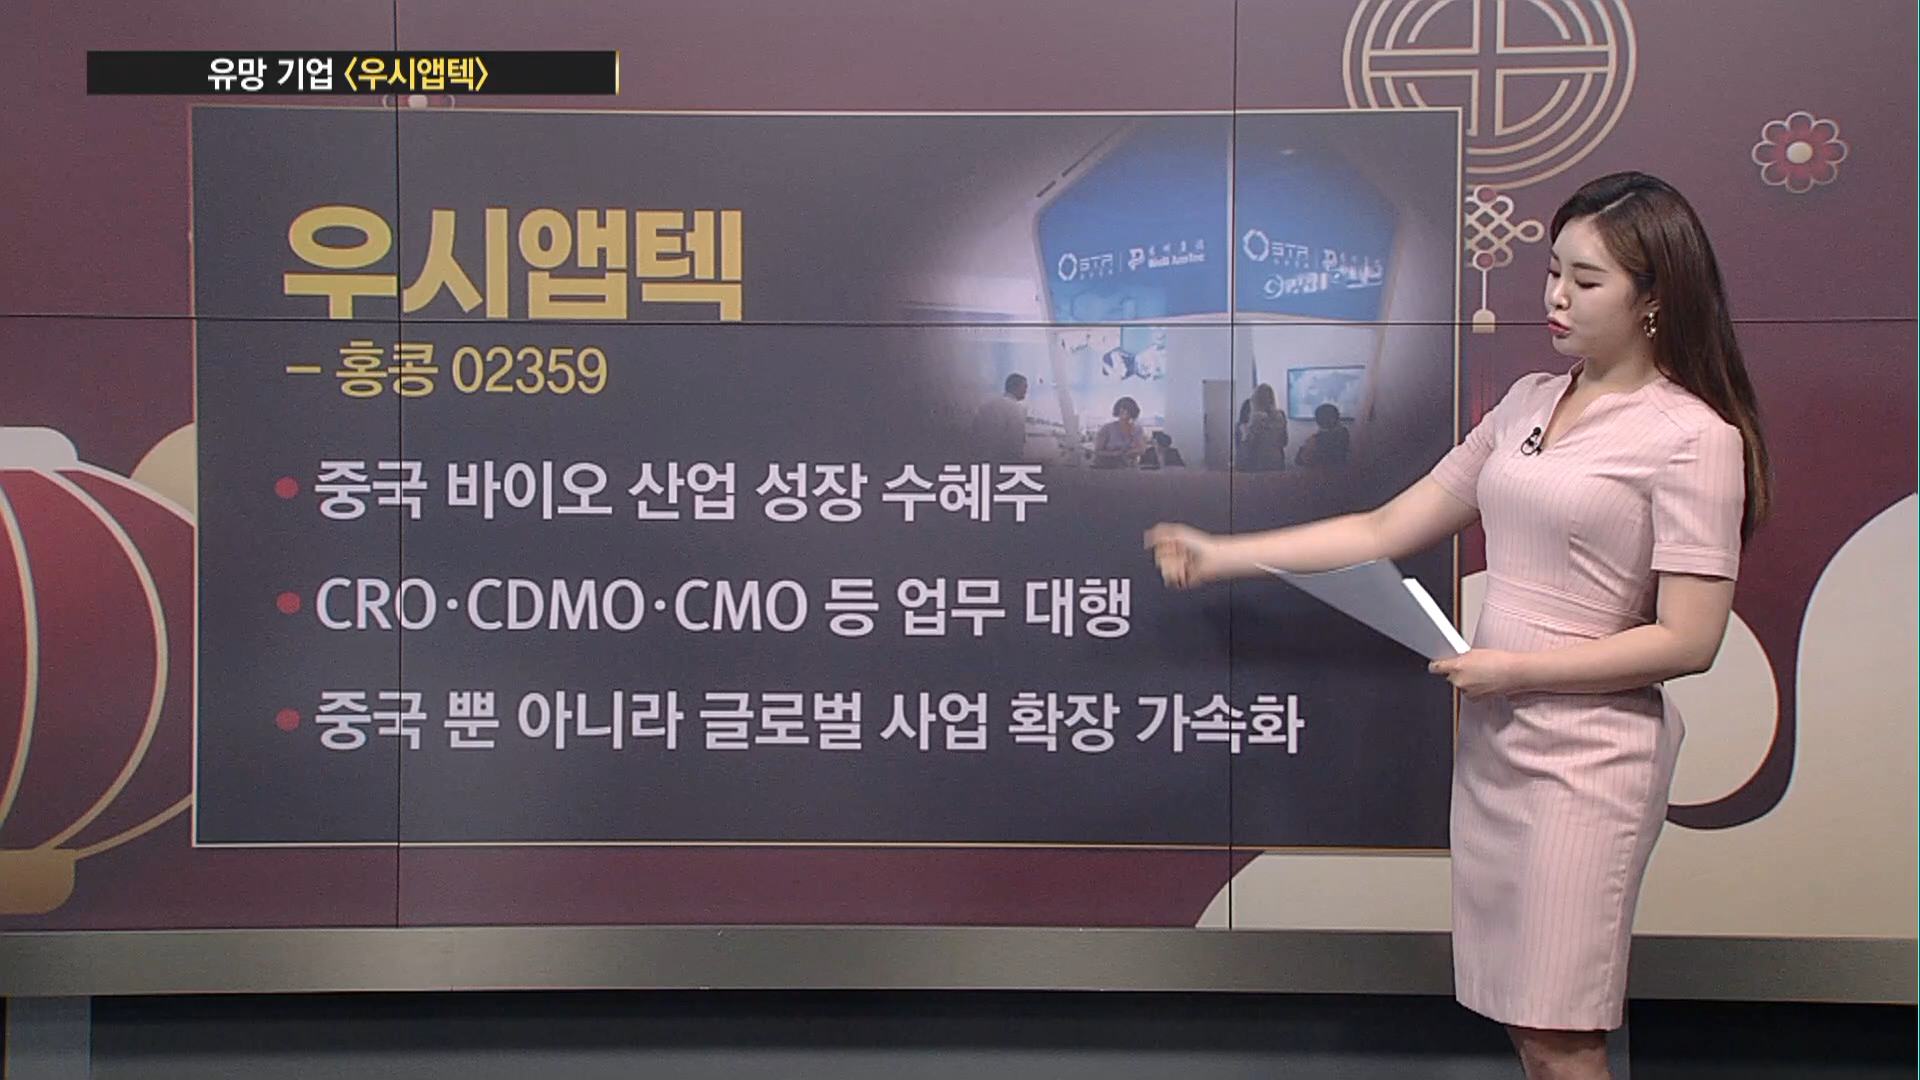 유망 기업 <우시앱텍>
우시앱텍
- 홍콩 02359
• 중국 바이오 산업 성장 수혜주
• CRO·CDMO·CMO 등 업무 대행
• 중국 뿐 아니라 글로벌 사업 확장 가속화